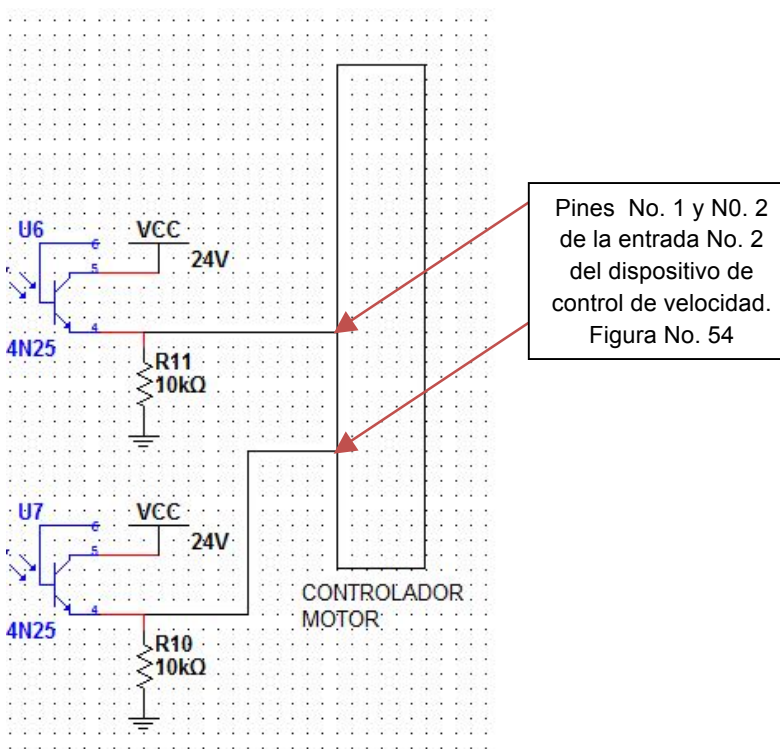 U6
VCC
24V
6
5
4
4N25
R11
10kΩ
U7
VCC
24V
6
5
4
4N25
R10
10kΩ
CONTROLADOR
MOTOR
Pines No. 1 y N0. 2
de la entrada No. 2
del dispositivo de
control de velocidad.
Figura No. 54